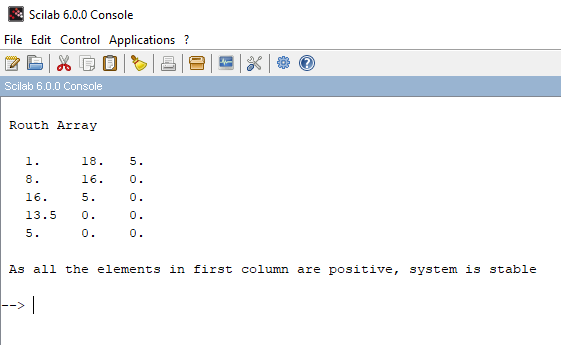 Scilab 6.0.0 Console
File Edit Control Applications ?
Scilab 6.0.0 Console
Routh Array
1. 18. 5.
8. 16. 0.
16. 5. 0.
13.5 0. 0.
5. 0. 0.
As all the elements in first column are positive, system is stable
-->